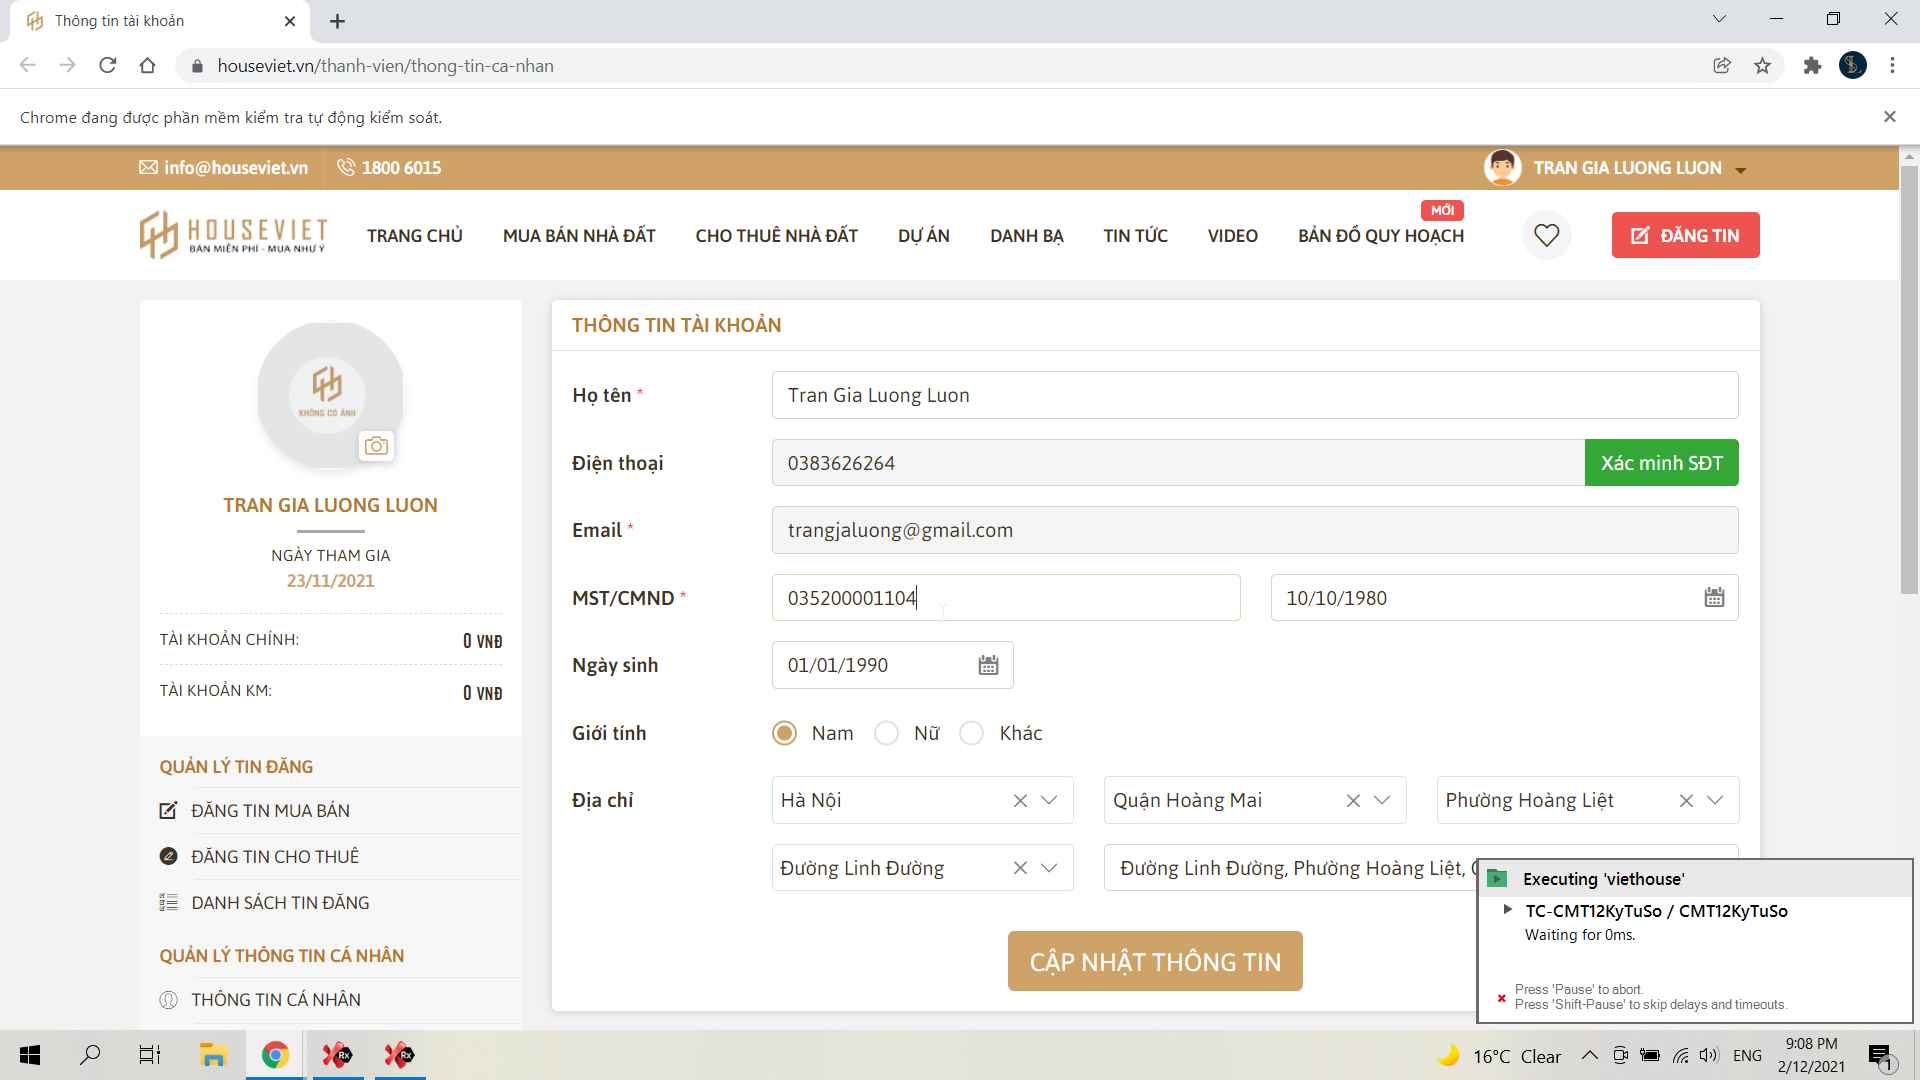 Thông tin tài khoản
houseviet.vn/thanh-vien/thong-tin-ca-nhan
Chrome đang được phần mềm kiểm tra tự động kiểm soát.
info@houseviet.vn
1800 6015
TRAN GIA LUONG LUON
HOUSEVIET
BÁN MIỄN PHÍ - MUA NHƯ Ý
TRANG CHỦ
MUA BÁN NHÀ ĐẤT
CHO THUÊ NHÀ ĐẤT
DỰ ÁN
DANH BẠ
TIN TỨC
VIDEO
MỚI
BẢN ĐỒ QUY HOẠCH
ĐĂNG TIN
KHÔNG CÓ ẢNH
TRAN GIA LUONG LUON
NGÀY THAM GIA
23/11/2021
TÀI KHOẢN CHÍNH: 0 VNĐ
TÀI KHOẢN KM: 0 VNĐ
QUẢN LÝ TIN ĐĂNG
ĐĂNG TIN MUA BÁN
ĐĂNG TIN CHO THUÊ
DANH SÁCH TIN ĐĂNG
QUẢN LÝ THÔNG TIN CÁ NHÂN
THÔNG TIN CÁ NHÂN
THÔNG TIN TÀI KHOẢN
Họ tên * Tran Gia Luong Luon
Điện thoại 0383626264 Xác minh SĐT
Email * trangjaluong@gmail.com
MST/CMND * 035200001104 10/10/1980
Ngày sinh 01/01/1990
Giới tính Nam Nữ Khác
Địa chỉ Hà Nội Quận Hoàng Mai Phường Hoàng Liệt
Đường Linh Đường Đường Linh Đường, Phường Hoàng Liệt,
CẬP NHẬT THÔNG TIN
Executing 'viethouse'
TC-CMT12KyTuSo / CMT12KyTuSo
Waiting for 0ms.
Press 'Pause' to abort.
Press 'Shift-Pause' to skip delays and timeouts.
Rx
Rx
16°C Clear
ENG
9:08 PM
2/12/2021
1